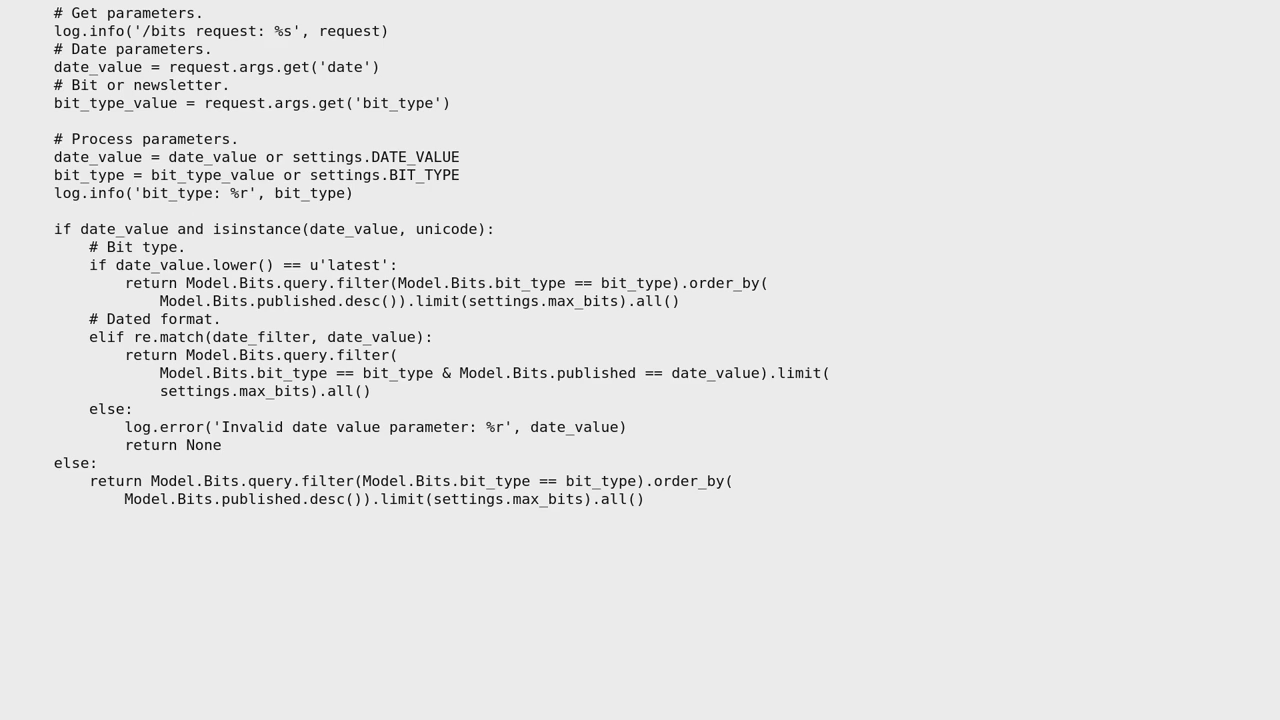 # Get parameters.
log.info('/bits request: %s', request)
# Date parameters.
date_value = request.args.get('date')
# Bit or newsletter.
bit_type_value = request.args.get('bit_type')

# Process parameters.
date_value = date_value or settings.DATE_VALUE
bit_type = bit_type_value or settings.BIT_TYPE
log.info('bit_type: %r', bit_type)

if date_value and isinstance(date_value, unicode):
    # Bit type.
    if date_value.lower() == u'latest':
        return Model.Bits.query.filter(Model.Bits.bit_type == bit_type).order_by(
            Model.Bits.published.desc()).limit(settings.max_bits).all()
    # Dated format.
    elif re.match(date_filter, date_value):
        return Model.Bits.query.filter(
            Model.Bits.bit_type == bit_type & Model.Bits.published == date_value).limit(
            settings.max_bits).all()
    else:
        log.error('Invalid date value parameter: %r', date_value)
        return None
else:
    return Model.Bits.query.filter(Model.Bits.bit_type == bit_type).order_by(
        Model.Bits.published.desc()).limit(settings.max_bits).all()